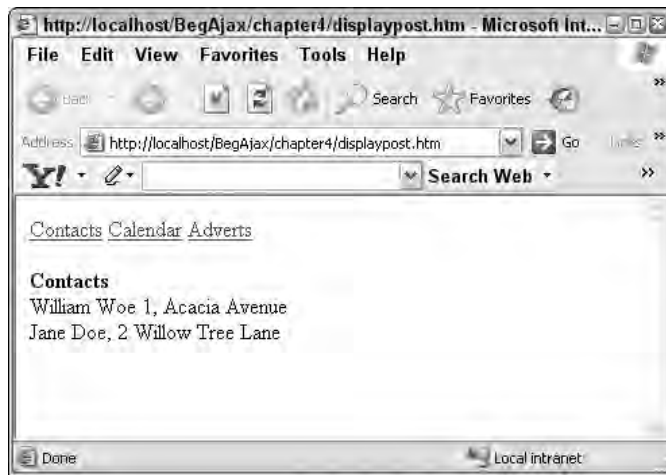 http://localhost/BegAjax/chapter4/displaypost.htm - Microsoft Int...
File Edit View Favorites Tools Help
Back Search Favorites »
Address http://localhost/BegAjax/chapter4/displaypost.htm Go Links »
Y! Search Web »
Contacts Calendar Adverts
Contacts
William Woe 1, Acacia Avenue
Jane Doe, 2 Willow Tree Lane
Done Local intranet